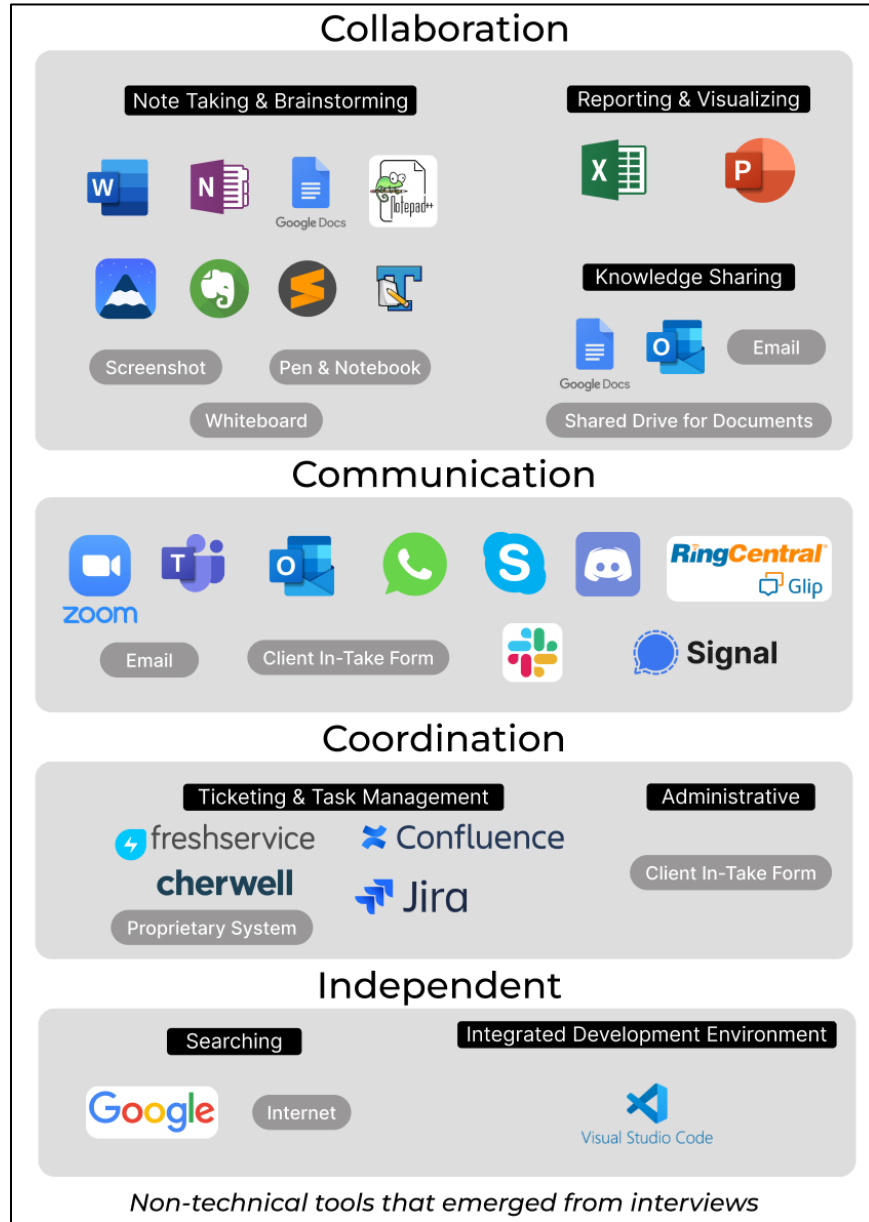 Collaboration
Note Taking & Brainstorming
Reporting & Visualizing
W
N
Google Docs
Notepad++
X
P
Knowledge Sharing
Screenshot
Pen & Notebook
Whiteboard
Google Docs
O
Email
Shared Drive for Documents
Communication
zoom
T
O
S
RingCentral®
Glip
Email
Client In-Take Form
Signal
Coordination
Ticketing & Task Management
Administrative
freshservice
Confluence
cherwell
Jira
Proprietary System
Client In-Take Form
Independent
Searching
Integrated Development Environment
Google
Internet
Visual Studio Code
Non-technical tools that emerged from interviews